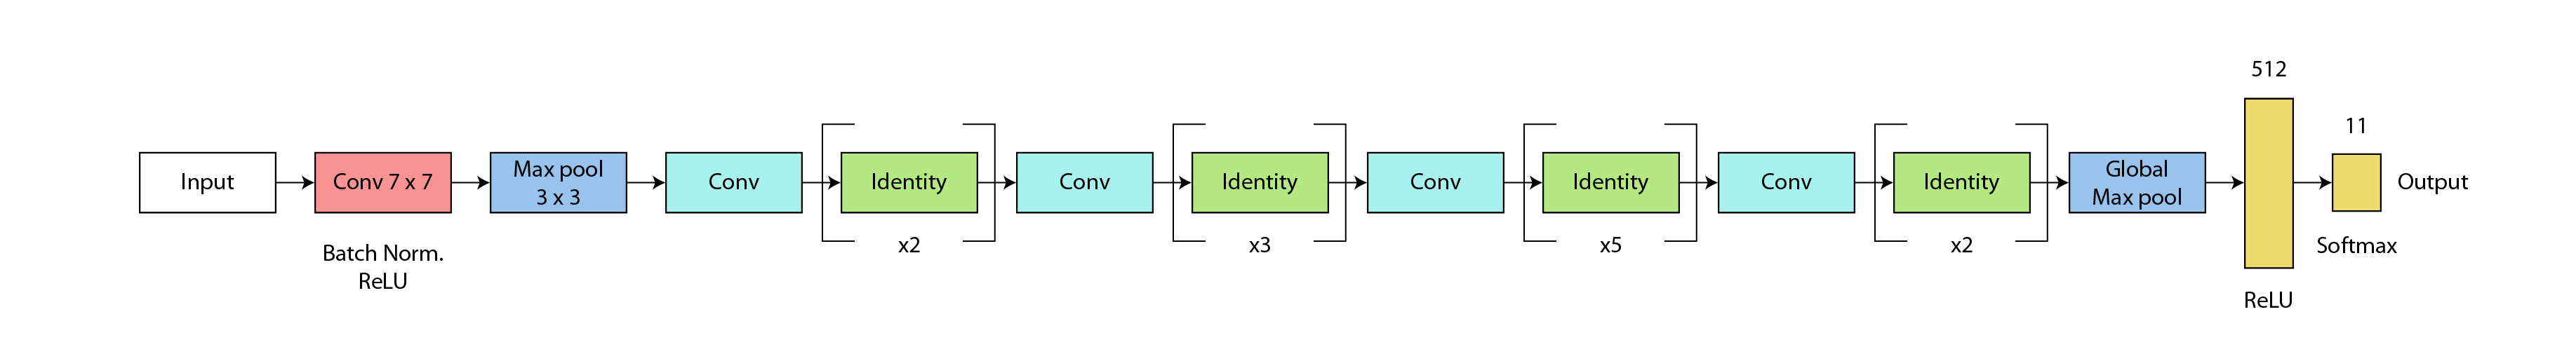 Input
Conv 7 x 7
Batch Norm.
ReLU
Max pool
3 x 3
Conv
Identity
x2
Conv
Identity
x3
Conv
Identity
x5
Conv
Identity
x2
Global
Max pool
512
ReLU
11
Softmax
Output